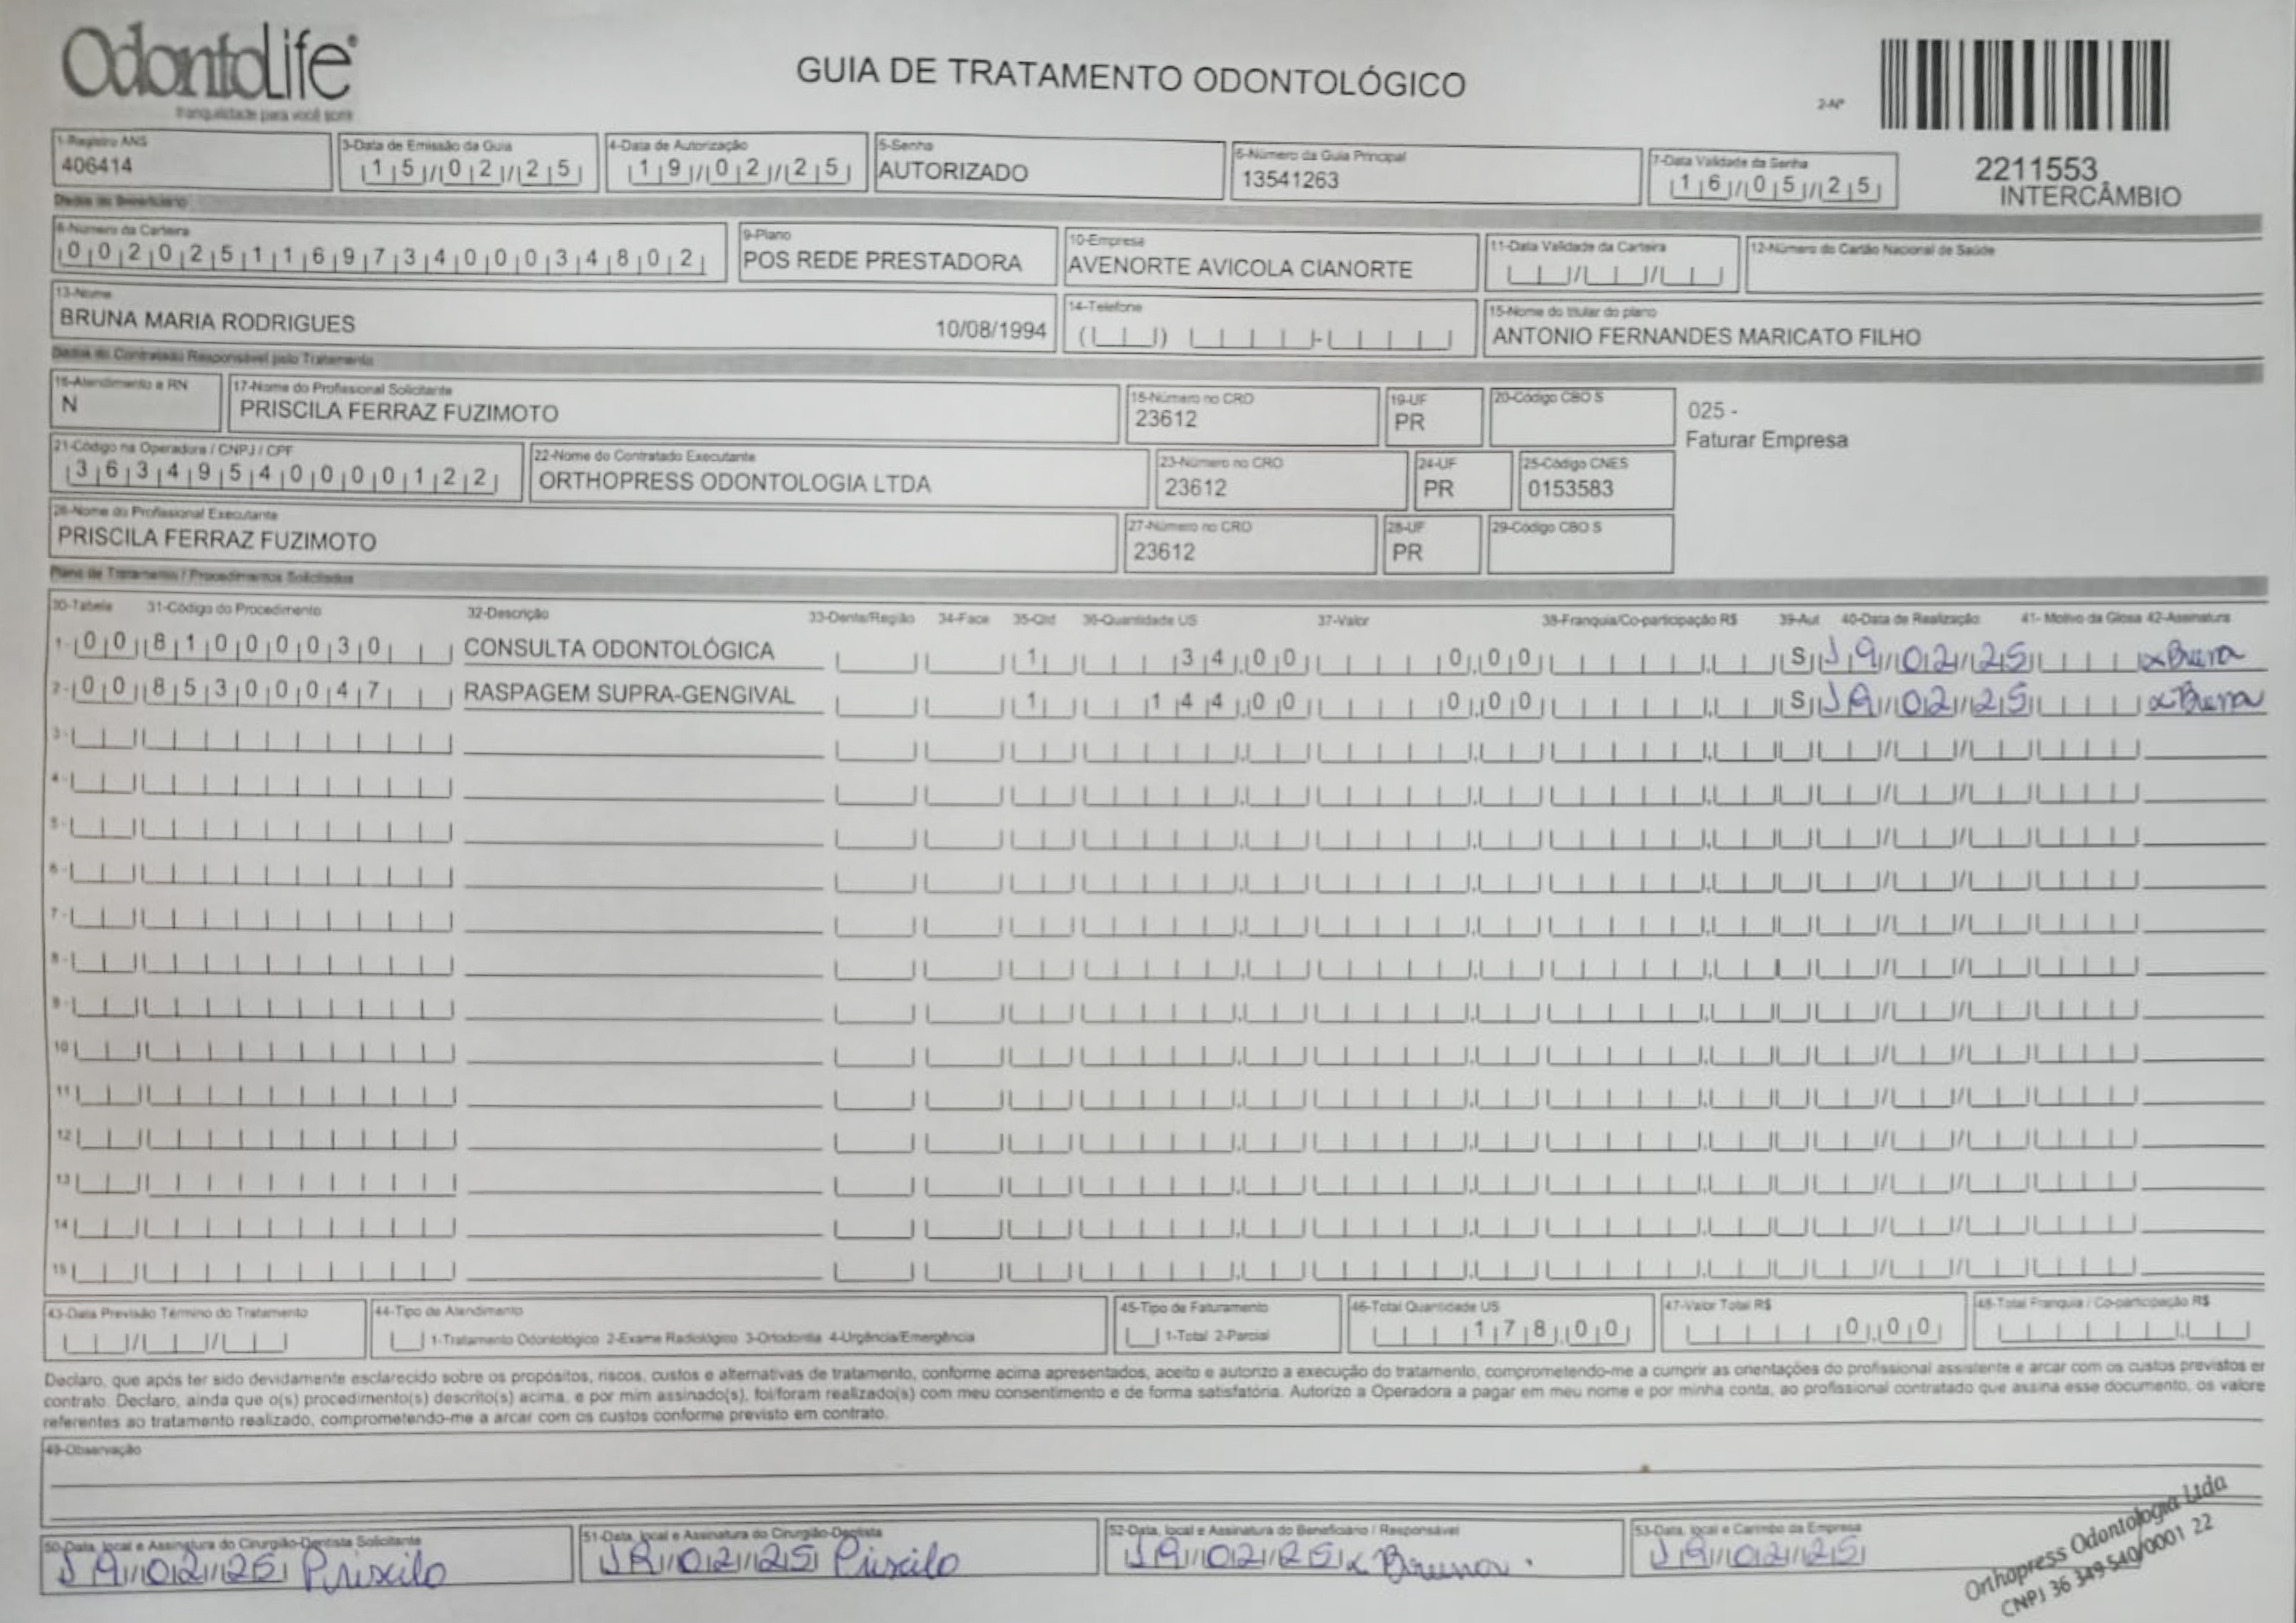 OdontoLife®
tranquilidade para você sorrir
GUIA DE TRATAMENTO ODONTOLÓGICO
2-Nº
2211553
INTERCÂMBIO
1-Registro ANS
406414
3-Data de Emissão da Guia
15/02/25
4-Data de Autorização
19/02/25
5-Senha
AUTORIZADO
6-Número da Guia Principal
13541263
7-Data Validade da Senha
16/05/25
Dados do Beneficiário
8-Número da Carteira
002025116973400034802
9-Plano
POS REDE PRESTADORA
10-Empresa
AVENORTE AVICOLA CIANORTE
11-Data Validade da Carteira
12-Número do Cartão Nacional de Saúde
13-Nome
BRUNA MARIA RODRIGUES 10/08/1994
14-Telefone
15-Nome do titular do plano
ANTONIO FERNANDES MARICATO FILHO
Dados do Contratado Responsável pelo Tratamento
16-Atendimento a RN
N
17-Nome do Profissional Solicitante
PRISCILA FERRAZ FUZIMOTO
18-Número no CRO
23612
19-UF
PR
20-Código CBO S
025 -
Faturar Empresa
21-Código na Operadora / CNPJ / CPF
36349540000122
22-Nome do Contratado Executante
ORTHOPRESS ODONTOLOGIA LTDA
23-Número no CRO
23612
24-UF
PR
25-Código CNES
0153583
26-Nome do Profissional Executante
PRISCILA FERRAZ FUZIMOTO
27-Número no CRO
23612
28-UF
PR
29-Código CBO S
Plano de Tratamento / Procedimentos Solicitados
30-Tabela 31-Código do Procedimento 32-Descrição 33-Dente/Região 34-Face 35-Qtd 36-Quantidade US 37-Valor 38-Franquia/Co-participação R$ 39-Aut 40-Data de Realização 41- Motivo da Glosa 42-Assinatura
1- 00 81000030 CONSULTA ODONTOLÓGICA 1 34,00 0,00 S 19/02/25 x Bruna
2- 00 85300047 RASPAGEM SUPRA-GENGIVAL 1 144,00 0,00 S 19/02/25 x Bruna
3-
4-
5-
6-
7-
8-
9-
10
11
12
13
14
15
43-Data Previsão Término do Tratamento
44-Tipo de Atendimento
1-Tratamento Odontológico 2-Exame Radiológico 3-Ortodontia 4-Urgência/Emergência
45-Tipo de Faturamento
1-Total 2-Parcial
46-Total Quantidade US
178,00
47-Valor Total R$
0,00
48-Total Franquia / Co-participação R$
Declaro, que após ter sido devidamente esclarecido sobre os propósitos, riscos, custos e alternativas de tratamento, conforme acima apresentados, aceito e autorizo a execução do tratamento, comprometendo-me a cumprir as orientações do profissional assistente e arcar com os custos previstos er
contrato. Declaro, ainda que o(s) procedimento(s) descrito(s) acima, e por mim assinado(s), foi/foram realizado(s) com meu consentimento e de forma satisfatória. Autorizo a Operadora a pagar em meu nome e por minha conta, ao profissional contratado que assina esse documento, os valore
referentes ao tratamento realizado, comprometendo-me a arcar com os custos conforme previsto em contrato.
49-Observação
50-Data, local e Assinatura do Cirurgião-Dentista Solicitante
19/02/25 Priscila
51-Data, local e Assinatura do Cirurgião-Dentista
19/02/25 Priscila
52-Data, local e Assinatura do Beneficiário / Responsável
19/02/25 x Bruna
53-Data, local e Carimbo da Empresa
19/02/25
Orthopress Odontologia Ltda
CNPJ 36 349 540/0001 22